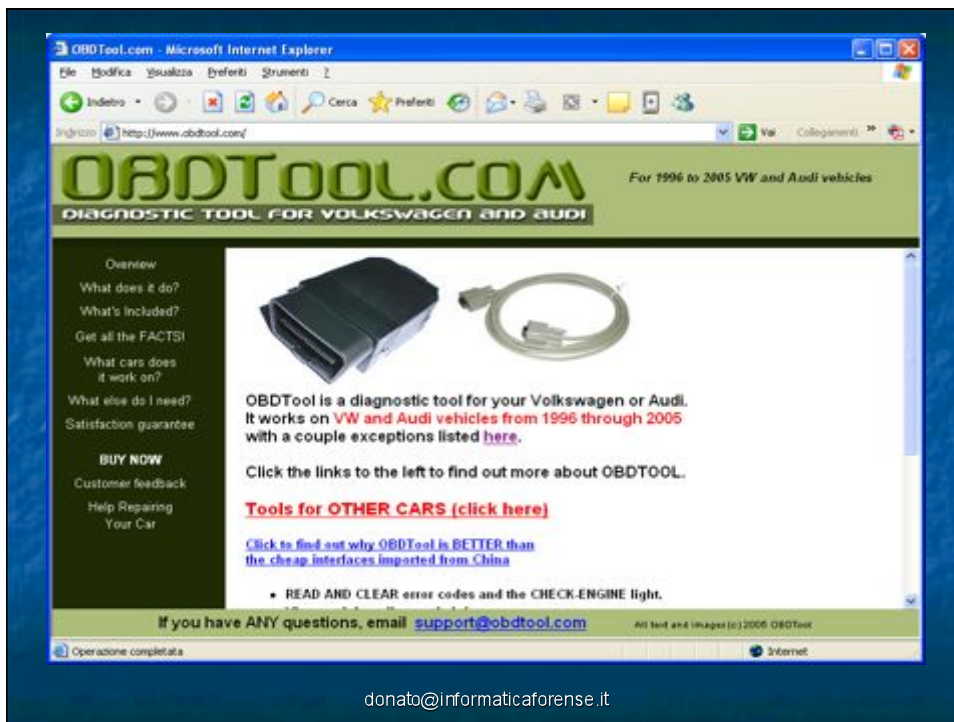 OBDTool.com - Microsoft Internet Explorer
File Modifica Visualizza Preferiti Strumenti ?
Indietro Cerca Preferiti
Indirizzo http://www.obdtool.com/ Vai Collegamenti »
OBDTOOL.COM
DIAGNOSTIC TOOL FOR VOLKSWAGEN AND AUDI
For 1996 to 2005 VW and Audi vehicles
Overview
What does it do?
What's Included?
Get all the FACTS!
What cars does
it work on?
What else do I need?
Satisfaction guarantee
BUY NOW
Customer feedback
Help Repairing
Your Car
OBDTool is a diagnostic tool for your Volkswagen or Audi.
It works on VW and Audi vehicles from 1996 through 2005
with a couple exceptions listed here.
Click the links to the left to find out more about OBDTOOL.
Tools for OTHER CARS (click here)
Click to find out why OBDTool is BETTER than
the cheap interfaces imported from China
• READ AND CLEAR error codes and the CHECK-ENGINE light.
If you have ANY questions, email support@obdtool.com
All text and images (c) 2005 OBDTool
Operazione completata Internet
donato@informaticaforense.it